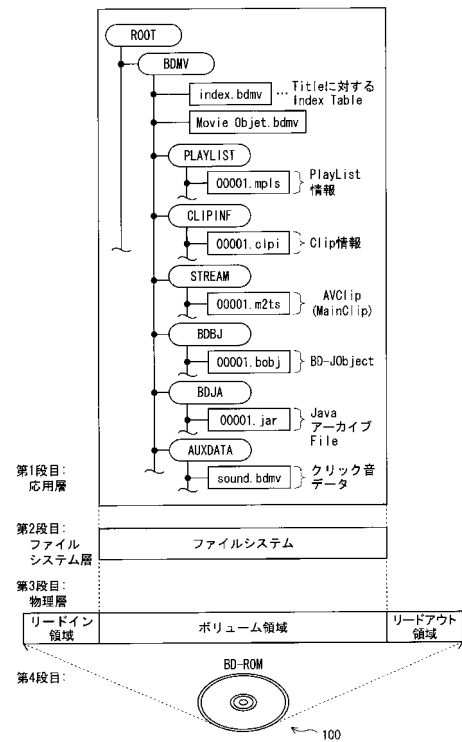 ROOT
BDMV
index.bdmv
… Titleに対する
Index Table
Movie Objet.bdmv
PLAYLIST
00001.mpls
PlayList
情報
CLIPINF
00001.clpi
Clip情報
STREAM
00001.m2ts
AVClip
(MainClip)
BDBJ
00001.bobj
BD-JObject
BDJA
00001.jar
Java
アーカイブ
File
AUXDATA
sound.bdmv
クリック音
データ
第1段目:
応用層
第2段目:
ファイル
システム層
ファイルシステム
第3段目:
物理層
リードイン
領域
ボリューム領域
リードアウト
領域
第4段目:
BD-ROM
100